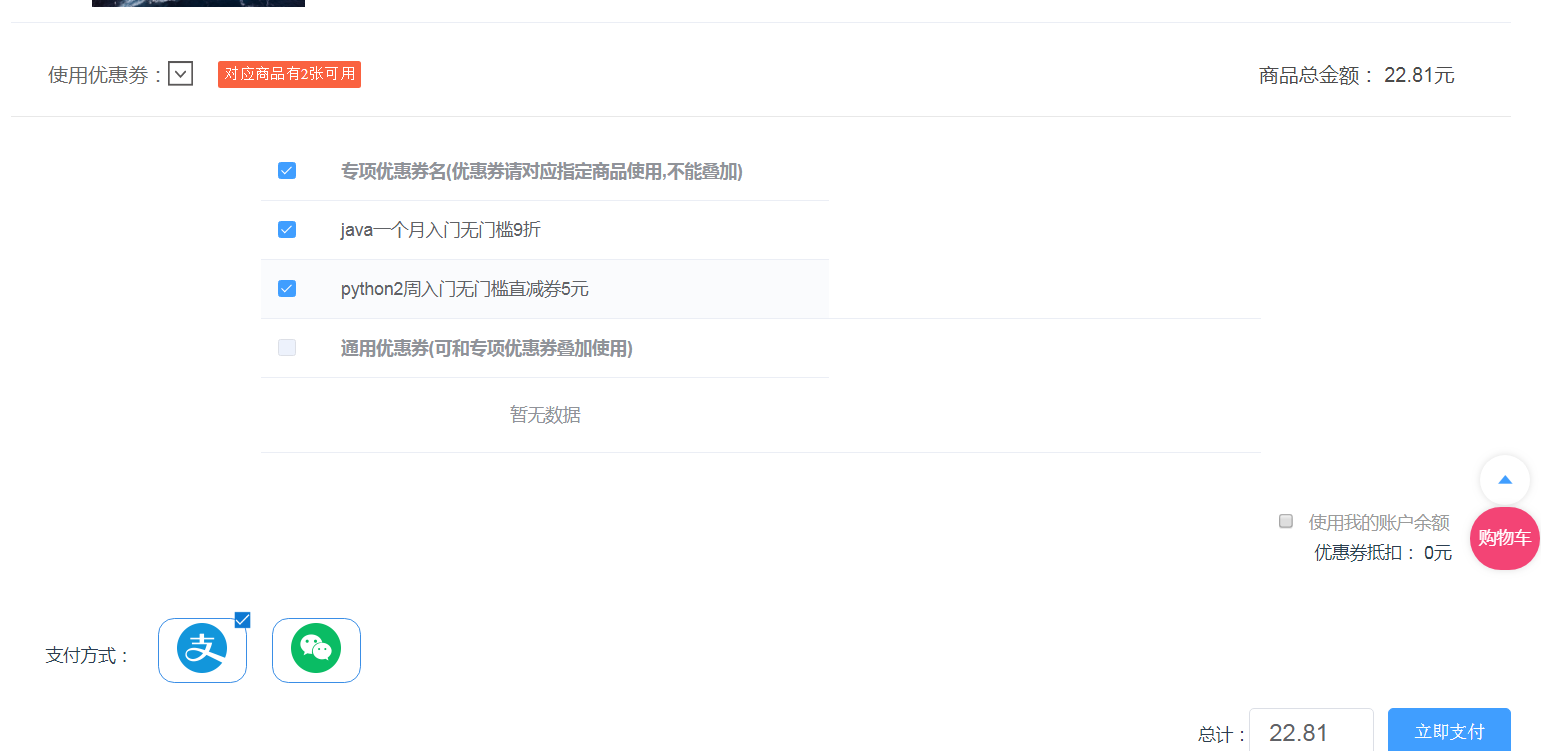 使用优惠券：
对应商品有2张可用
商品总金额： 22.81元
专项优惠券名(优惠券请对应指定商品使用,不能叠加)
java一个月入门无门槛9折
python2周入门无门槛直减券5元
通用优惠券(可和专项优惠券叠加使用)
暂无数据
使用我的账户余额
购物车
优惠券抵扣： 0元
支付方式：
支
总计：
22.81
立即支付